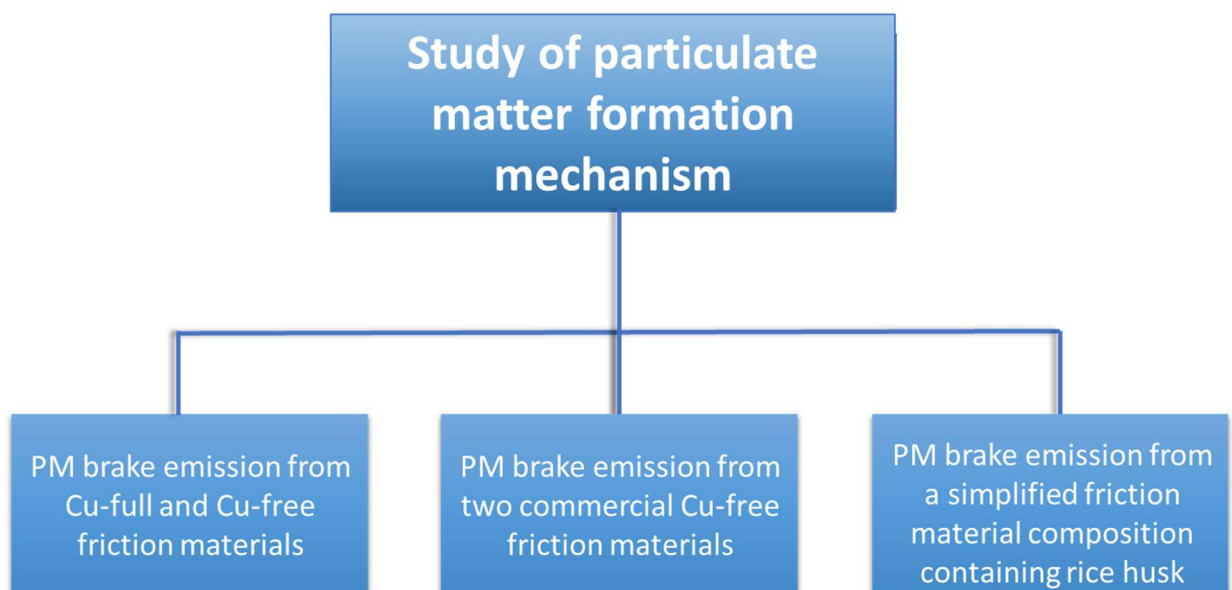 Study of particulate
matter formation
mechanism
PM brake emission from
Cu-full and Cu-free
friction materials
PM brake emission from
two commercial Cu-free
friction materials
PM brake emission from
a simplified friction
material composition
containing rice husk